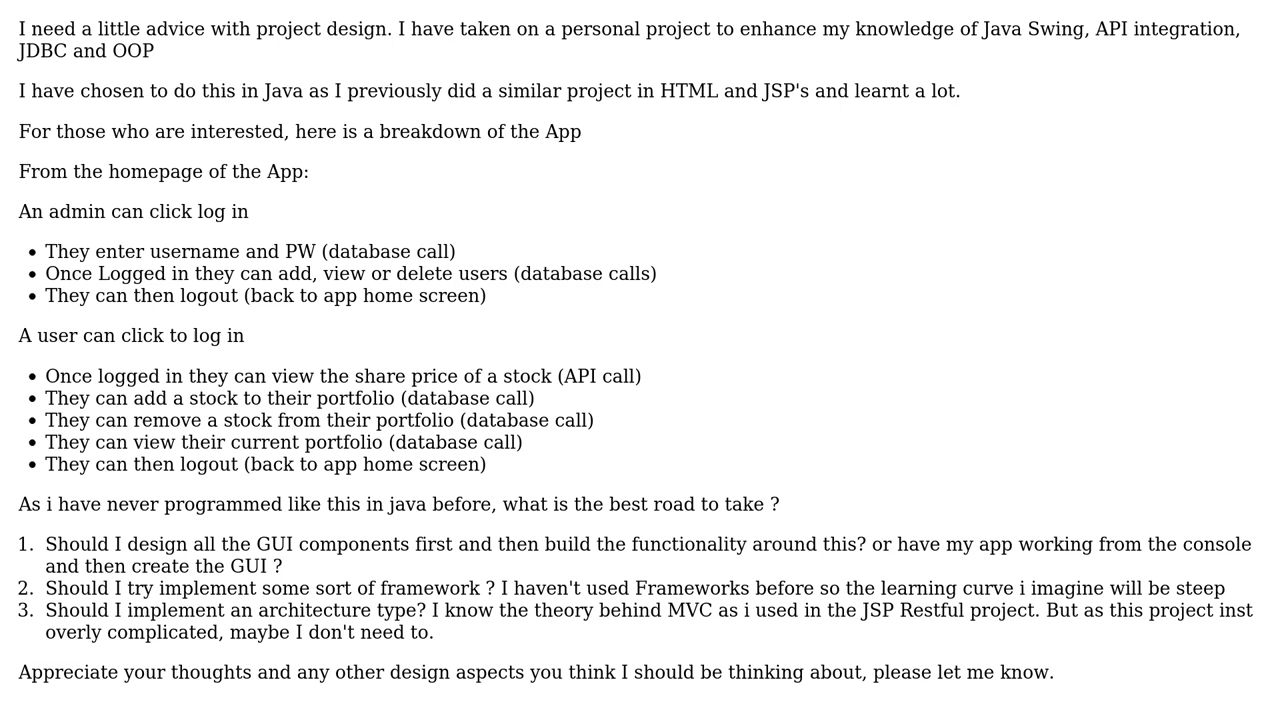 I need a little advice with project design. I have taken on a personal project to enhance my knowledge of Java Swing, API integration,
JDBC and OOP
I have chosen to do this in Java as I previously did a similar project in HTML and JSP's and learnt a lot.
For those who are interested, here is a breakdown of the App
From the homepage of the App:
An admin can click log in
• They enter username and PW (database call)
• Once Logged in they can add, view or delete users (database calls)
• They can then logout (back to app home screen)
A user can click to log in
• Once logged in they can view the share price of a stock (API call)
• They can add a stock to their portfolio (database call)
• They can remove a stock from their portfolio (database call)
• They can view their current portfolio (database call)
• They can then logout (back to app home screen)
As i have never programmed like this in java before, what is the best road to take ?
1. Should I design all the GUI components first and then build the functionality around this? or have my app working from the console
and then create the GUI ?
2. Should I try implement some sort of framework ? I haven't used Frameworks before so the learning curve i imagine will be steep
3. Should I implement an architecture type? I know the theory behind MVC as i used in the JSP Restful project. But as this project inst
overly complicated, maybe I don't need to.
Appreciate your thoughts and any other design aspects you think I should be thinking about, please let me know.